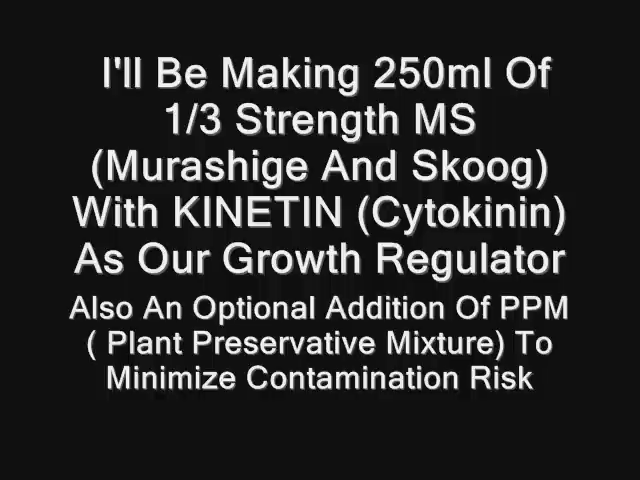 I'll Be Making 250ml Of
1/3 Strength MS
(Murashige And Skoog)
With KINETIN (Cytokinin)
As Our Growth Regulator
Also An Optional Addition Of PPM
( Plant Preservative Mixture) To
Minimize Contamination Risk